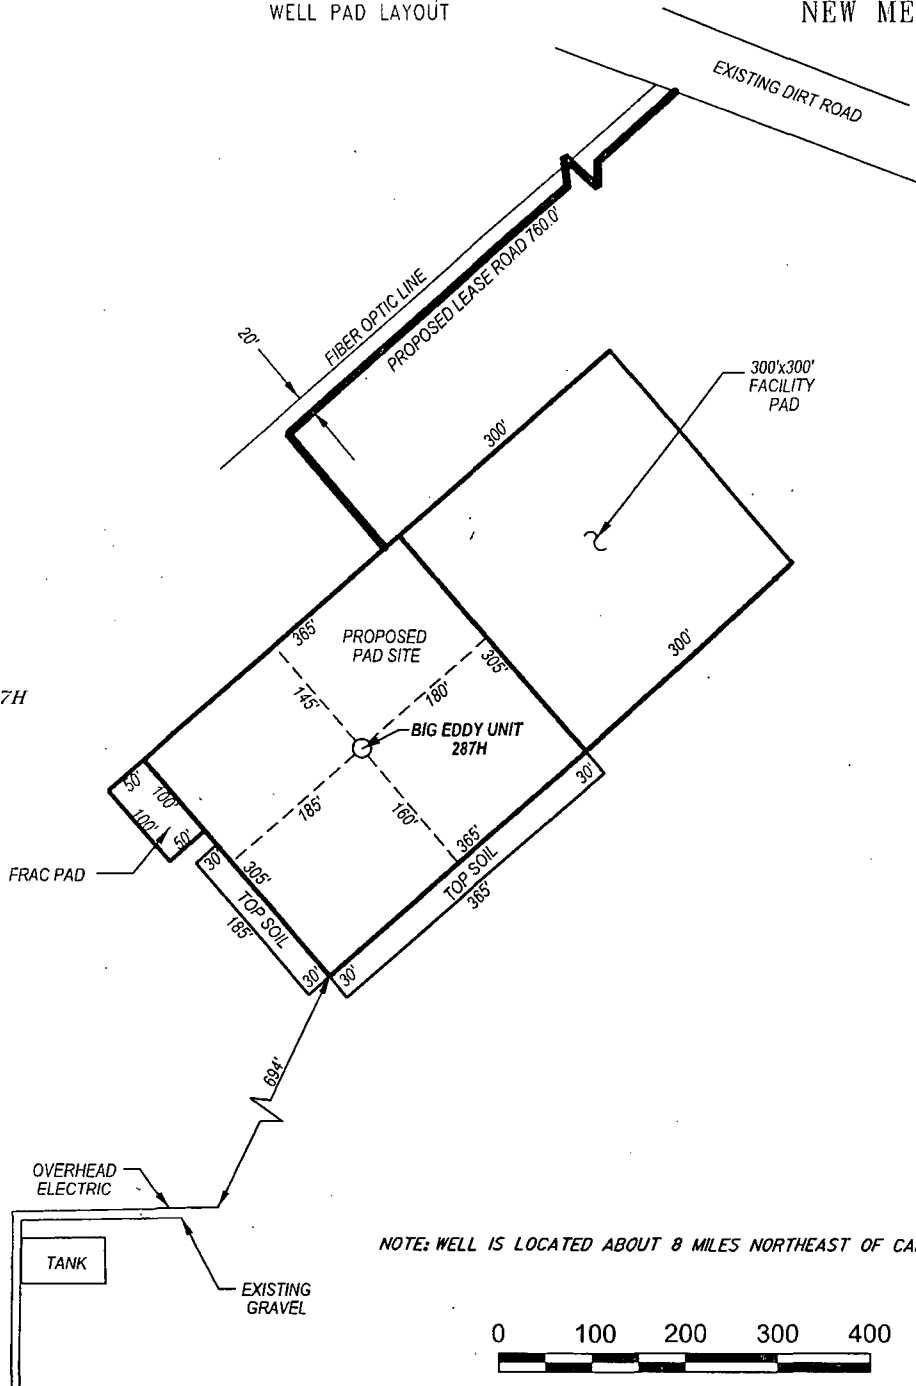 WELL PAD LAYOUT
NEW ME
EXISTING DIRT ROAD
FIBER OPTIC LINE
PROPOSED LEASE ROAD 760.0'
20'
300'x300'
FACILITY
PAD
300'
365'
PROPOSED
PAD SITE
305'
300'
145'
180'
7H
BIG EDDY UNIT
287H
50'
100'
100'
50'
185'
160'
30'
365'
FRAC PAD
30'
305'
TOP SOIL
365'
TOP SOIL
185'
30'
30'
694'
OVERHEAD
ELECTRIC
TANK
EXISTING
GRAVEL
NOTE: WELL IS LOCATED ABOUT 8 MILES NORTHEAST OF CA
0 100 200 300 400